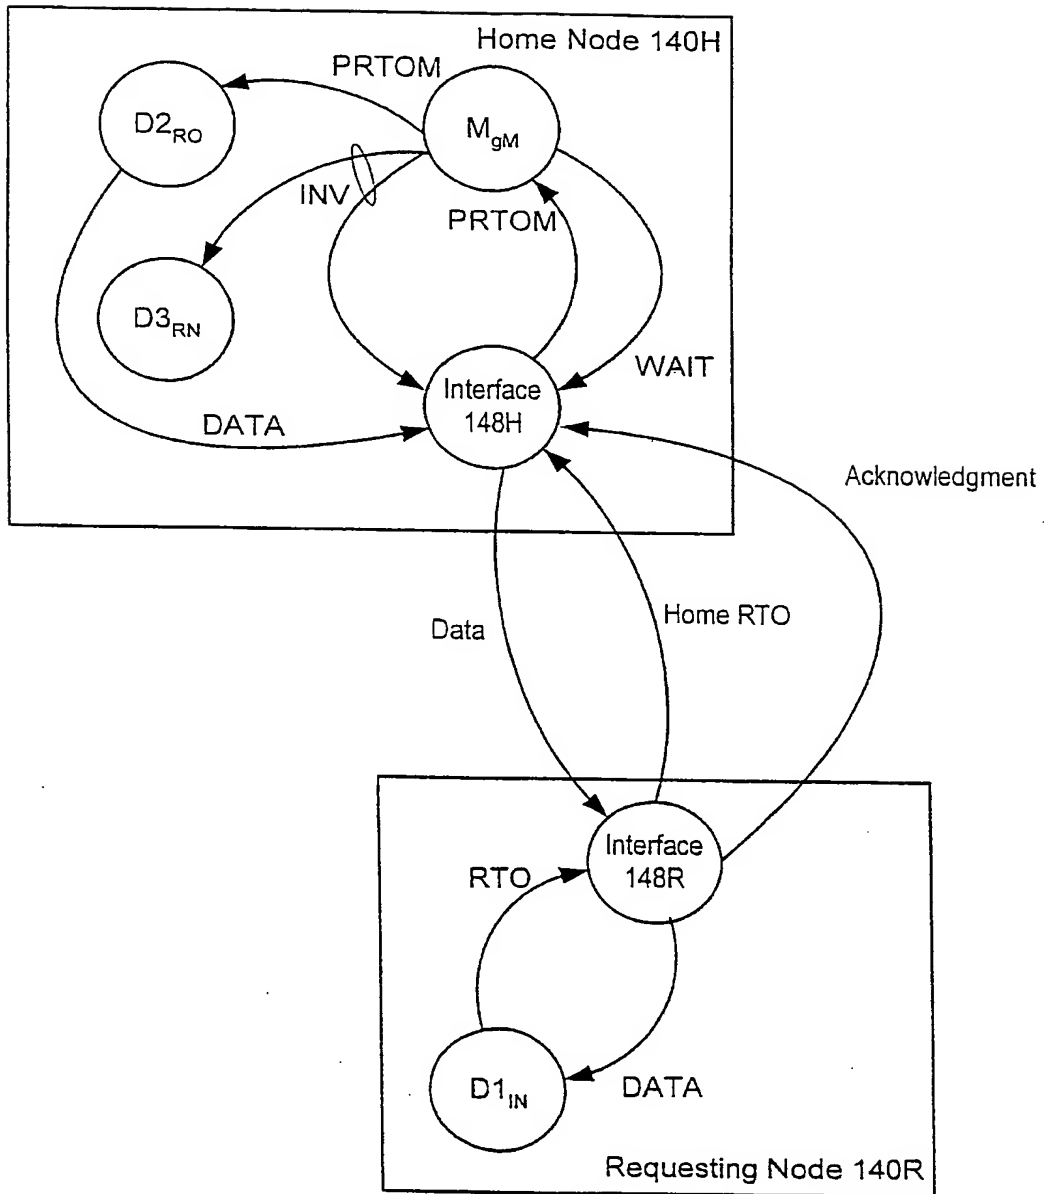 Home Node 140H
PRTOM
D2RO
MgM
INV
PRTOM
D3RN
WAIT
Interface
148H
DATA
Acknowledgment
Data
Home RTO
Interface
148R
RTO
D1IN
DATA
Requesting Node 140R